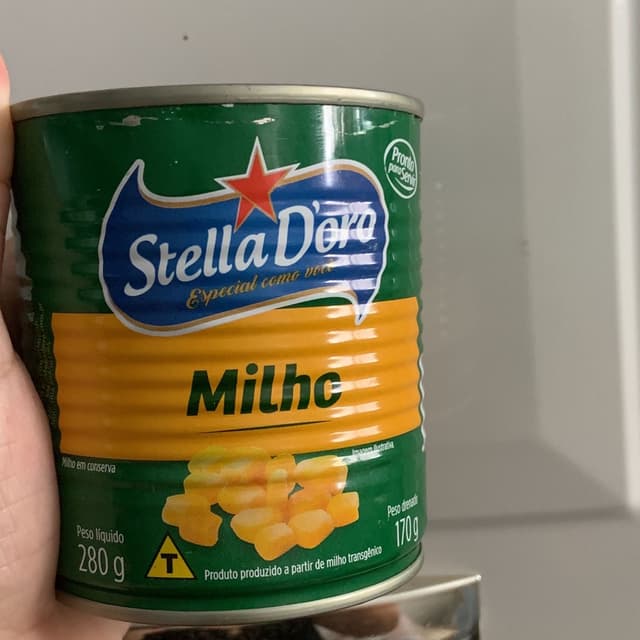 Pronto
para Servir
Stella D'oro
Especial como você
Milho
Milho em conserva
Imagem ilustrativa.
Peso líquido
280 g
T
Produto produzido a partir de milho transgênico
Peso drenado
170 g